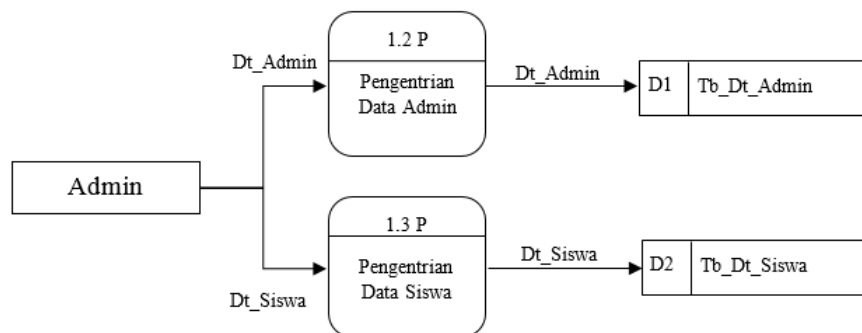 1.2 P
Dt_Admin
Pengentrian
Data Admin
Dt_Admin
D1
Tb_Dt_Admin
Admin
1.3 P
Dt_Siswa
Pengentrian
Data Siswa
Dt_Siswa
D2
Tb_Dt_Siswa